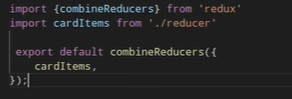 import {combineReducers} from 'redux'
import cardItems from './reducer'
export default combineReducers({
cardItems,
});